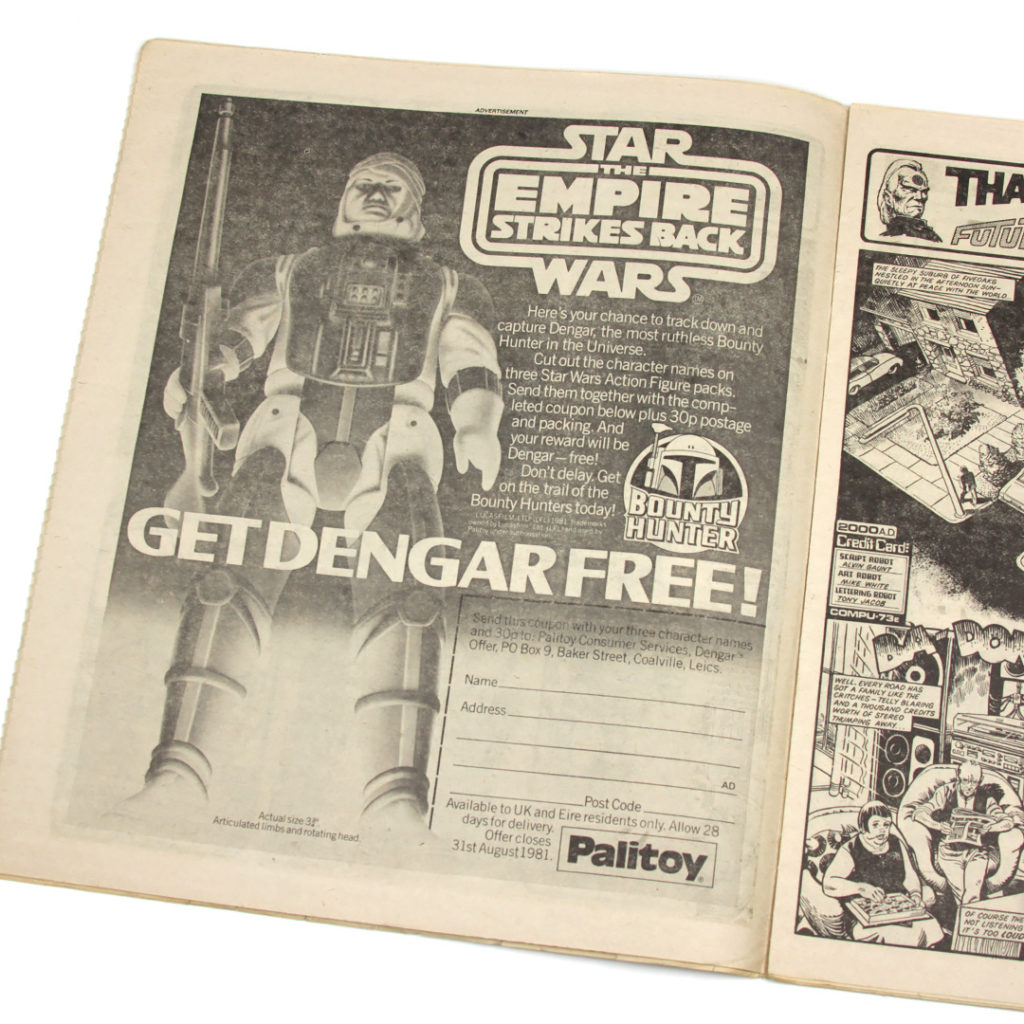 ADVERTISEMENT
STAR
THE
EMPIRE
STRIKES BACK
WARS
Here's your chance to track down and
capture Dengar, the most ruthless Bounty
Hunter in the Universe.
Cut out the character names on
three Star Wars Action Figure packs.
Send them together with the comp-
leted coupon below plus 30p postage
and packing. And
your reward will be
Dengar—free!
Don't delay. Get
on the trail of the
Bounty Hunters today!
BOUNTY
HUNTER
GET DENGAR FREE!
Send this coupon with your three character names
and 30p to: Palitoy Consumer Services, Dengar
Offer, PO Box 9, Baker Street, Coalville, Leics.
Name
Address
AD
Post Code
Available to UK and Eire residents only. Allow 28
days for delivery.
Offer closes
31st August 1981.
Palitoy
Actual size 3¾".
Articulated limbs and rotating head.
THA
FUTU
THE SLEEPY SUBURB OF FIVEOAKS
NESTLED IN THE AFTERNOON SUN—
QUIETLY AT PEACE WITH THE WORLD.
2000 A.D.
Credit Card:
SCRIPT ROBOT
ALVIN GAUNT
ART ROBOT
MIKE WHITE
LETTERING ROBOT
TONY JACOB
COMPU-73E
WELL, EVERY ROAD HAS
GOT A FAMILY LIKE THE
CRITCHES—TELLY BLARING
AND A THOUSAND CREDITS
WORTH OF STEREO
THUMPING AWAY.
OF COURSE THE
NOT LISTENING
IT'S TOO LOUD